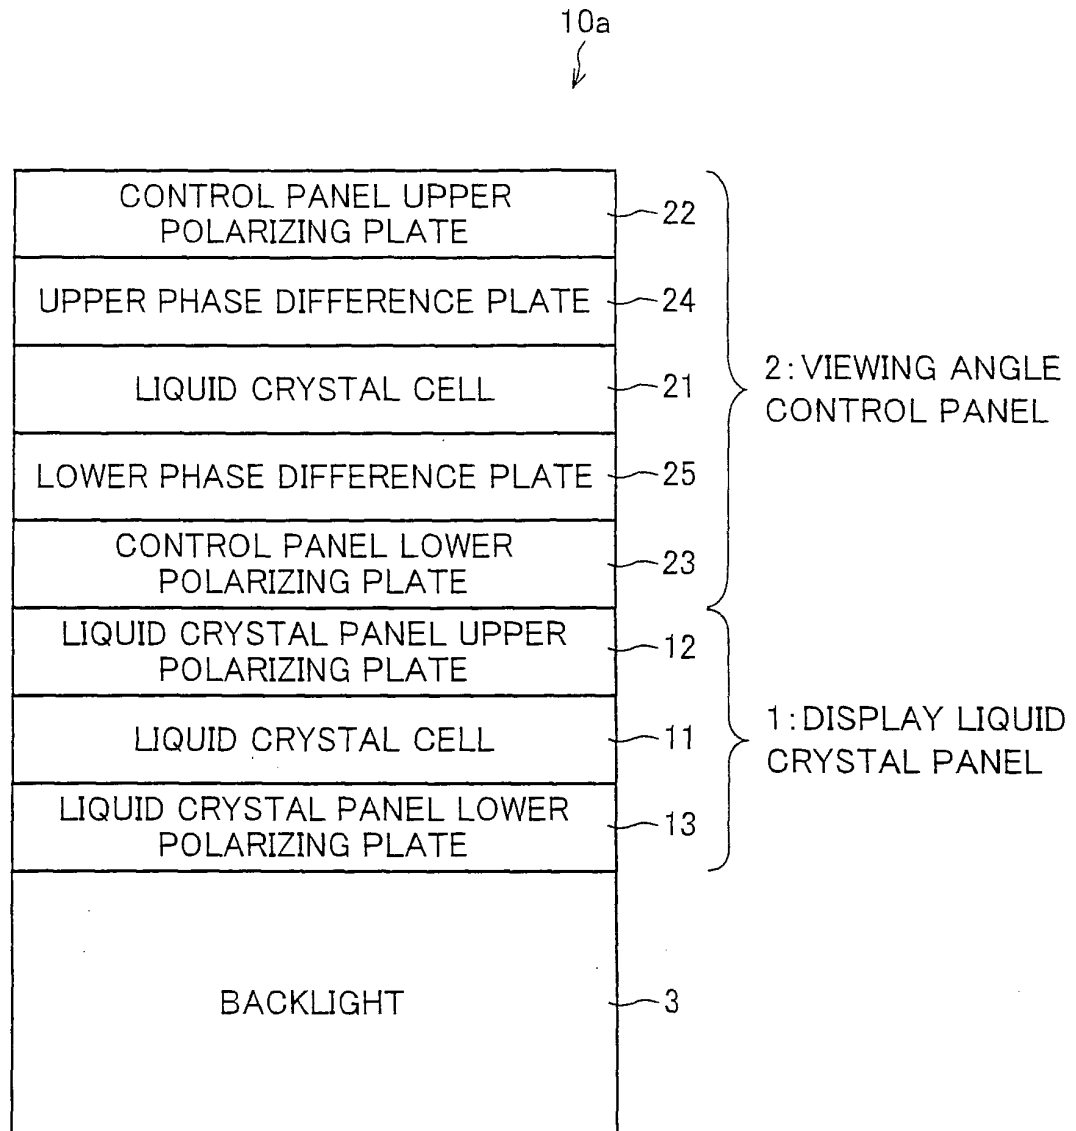 10a
CONTROL PANEL UPPER
POLARIZING PLATE
22
UPPER PHASE DIFFERENCE PLATE
24
LIQUID CRYSTAL CELL
21
2:VIEWING ANGLE
CONTROL PANEL
LOWER PHASE DIFFERENCE PLATE
25
CONTROL PANEL LOWER
POLARIZING PLATE
23
LIQUID CRYSTAL PANEL UPPER
POLARIZING PLATE
12
LIQUID CRYSTAL CELL
11
1:DISPLAY LIQUID
CRYSTAL PANEL
LIQUID CRYSTAL PANEL LOWER
POLARIZING PLATE
13
BACKLIGHT
3